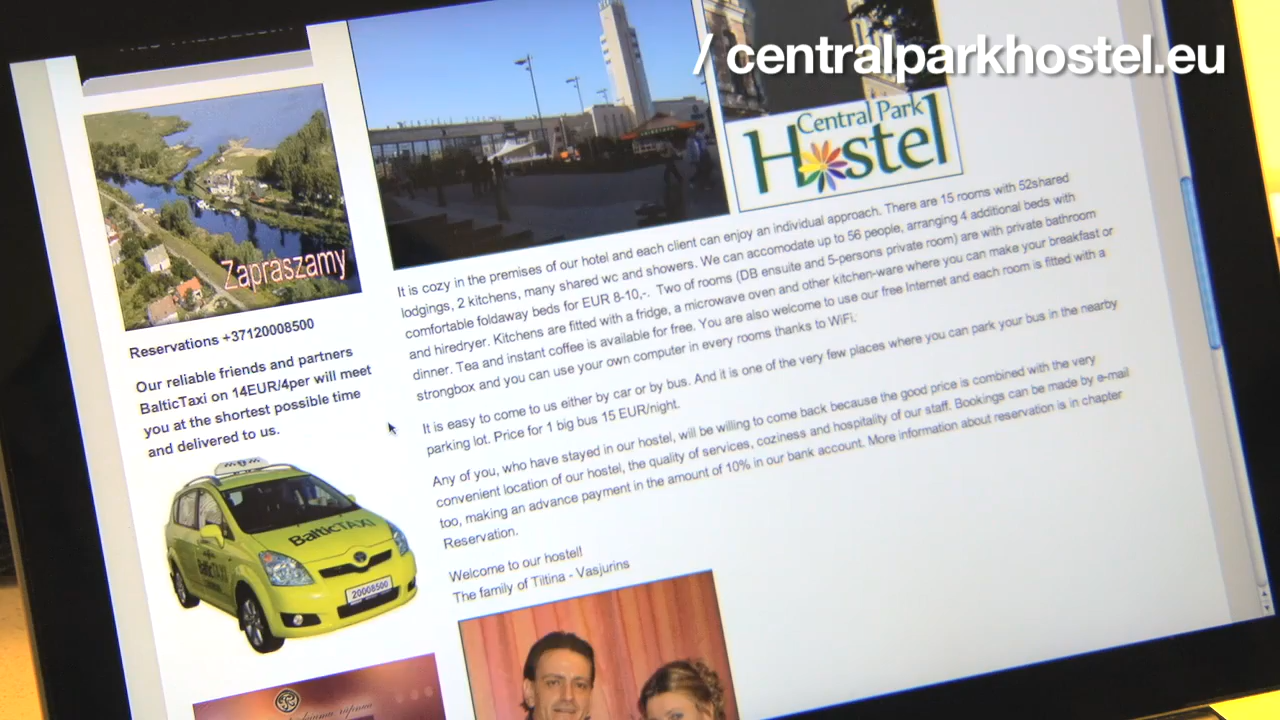 / centralparkhostel.eu
Central Park
Hostel
Zapraszamy
Reservations +37120008500
Our reliable friends and partners
BalticTaxi on 14EUR/4per will meet
you at the shortest possible time
and delivered to us.
BalticTAXI
20008500
It is cozy in the premises of our hotel and each client can enjoy an individual approach. There are 15 rooms with 52shared
lodgings, 2 kitchens, many shared wc and showers. We can accomodate up to 56 people, arranging 4 additional beds with
comfortable foldaway beds for EUR 8-10,-. Two of rooms (DB ensuite and 5-persons private room) are with private bathroom
and hiredryer. Kitchens are fitted with a fridge, a microwave oven and other kitchen-ware where you can make your breakfast or
dinner. Tea and instant coffee is available for free. You are also welcome to use our free Internet and each room is fitted with a
strongbox and you can use your own computer in every rooms thanks to WiFi.
It is easy to come to us either by car or by bus. And it is one of the very few places where you can park your bus in the nearby
parking lot. Price for 1 big bus 15 EUR/night.
Any of you, who have stayed in our hostel, will be willing to come back because the good price is combined with the very
convenient location of our hostel, the quality of services, coziness and hospitality of our staff. Bookings can be made by e-mail
too, making an advance payment in the amount of 10% in our bank account. More information about reservation is in chapter
Reservation.
Welcome to our hostel!
The family of Tiltina - Vasjurins